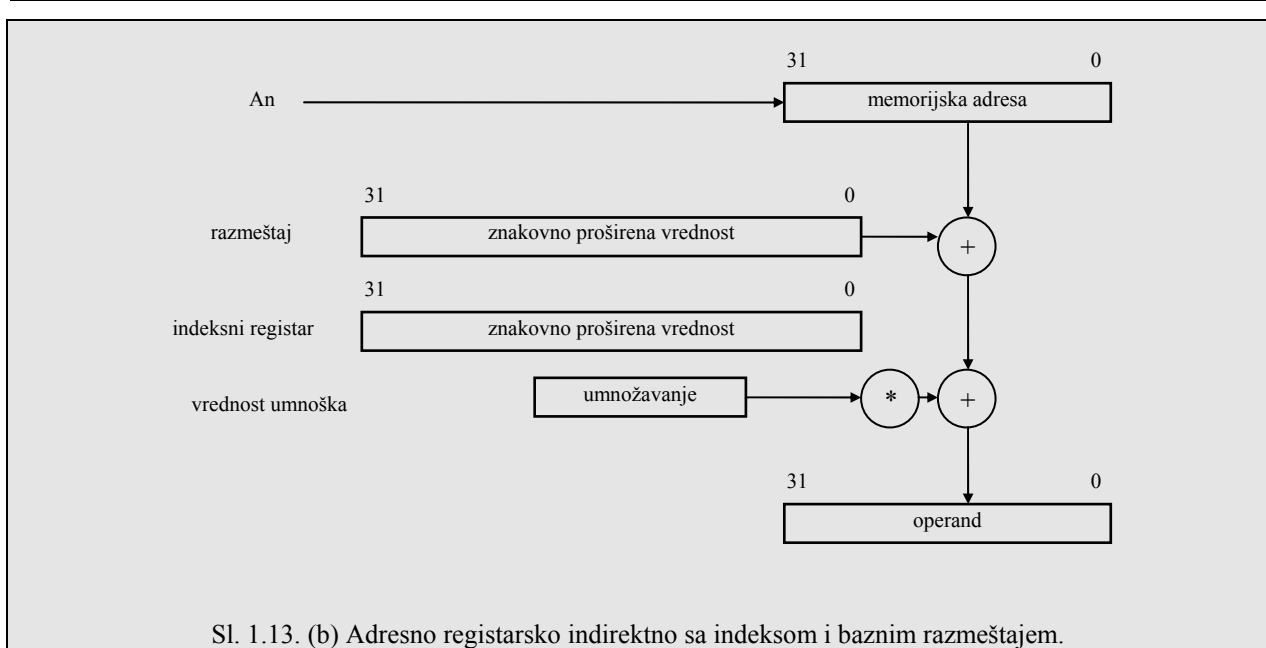 31 0
An memorijska adresa
31 0
razmeštaj znakovno proširena vrednost
+
31 0
indeksni registar znakovno proširena vrednost
vrednost umnoška umnožavanje * +
31 0
operand
Sl. 1.13. (b) Adresno registarsko indirektno sa indeksom i baznim razmeštajem.